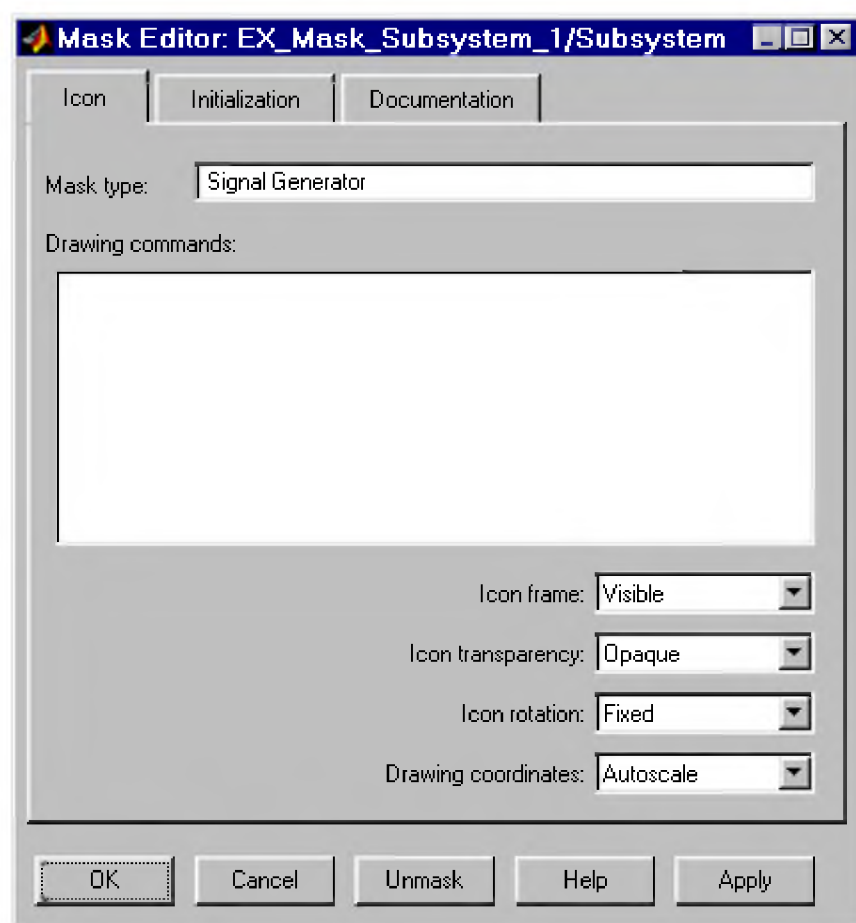 Mask Editor: EX_Mask_Subsystem_1/Subsystem
Icon Initialization Documentation
Mask type: Signal Generator
Drawing commands:
Icon frame: Visible
Icon transparency: Opaque
Icon rotation: Fixed
Drawing coordinates: Autoscale
OK Cancel Unmask Help Apply